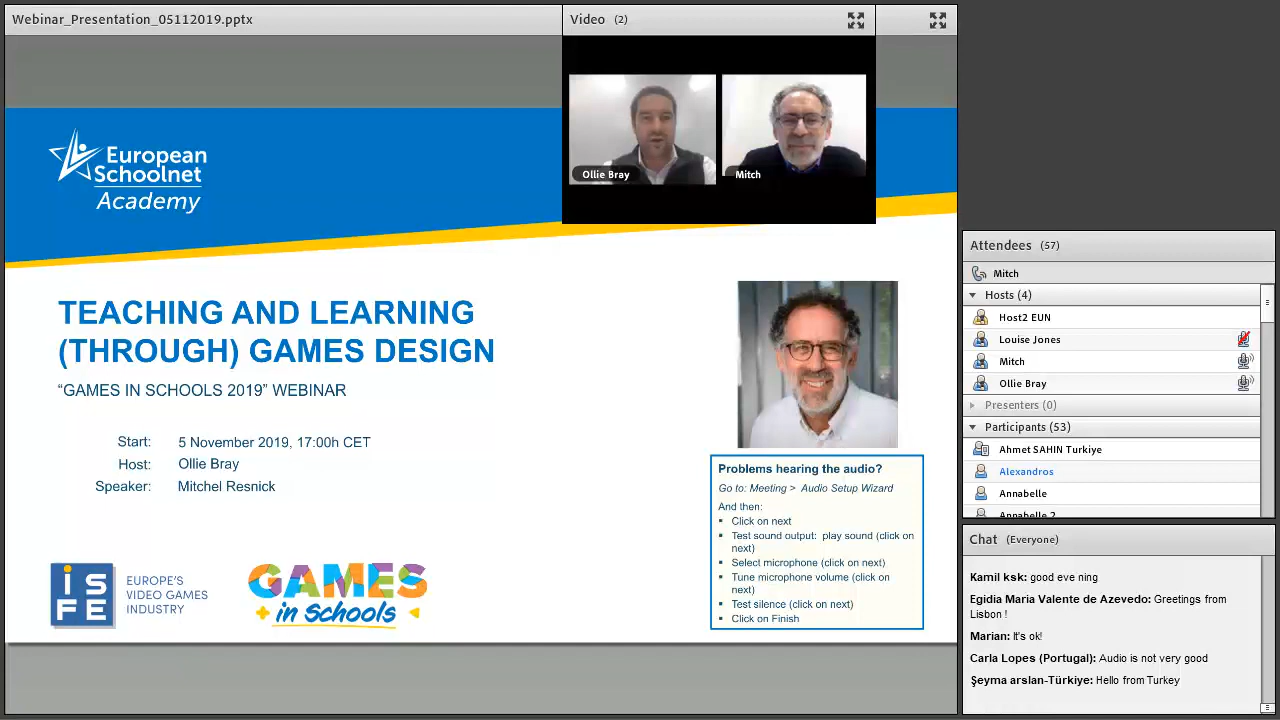 Webinar_Presentation_05112019.pptx
Video (2)
Ollie Bray
Mitch
European
Schoolnet
Academy
TEACHING AND LEARNING
(THROUGH) GAMES DESIGN
“GAMES IN SCHOOLS 2019” WEBINAR
Start: 5 November 2019, 17:00h CET
Host: Ollie Bray
Speaker: Mitchel Resnick
Problems hearing the audio?
Go to: Meeting > Audio Setup Wizard
And then:
▪ Click on next
▪ Test sound output: play sound (click on
next)
▪ Select microphone (click on next)
▪ Tune microphone volume (click on
next)
▪ Test silence (click on next)
▪ Click on Finish
iSFE
EUROPE'S
VIDEO GAMES
INDUSTRY
GAMES
in Schools
Attendees (57)
Mitch
Hosts (4)
Host2 EUN
Louise Jones
Mitch
Ollie Bray
Presenters (0)
Participants (53)
Ahmet SAHIN Turkiye
Alexandros
Annabelle
Annabelle 2
Chat (Everyone)
Kamil ksk: good eve ning
Egidia Maria Valente de Azevedo: Greetings from
Lisbon !
Marian: It's ok!
Carla Lopes (Portugal): Audio is not very good
Şeyma arslan-Türkiye: Hello from Turkey